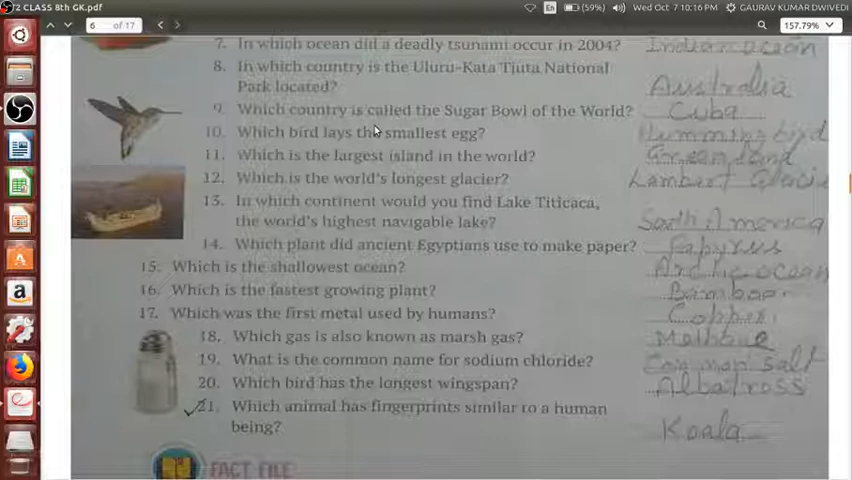 T2 CLASS 8th GK.pdf
En (59%) Wed Oct 7 10:16 PM GAURAV KUMAR DWIVEDI
6 of 17 157.79%
7. In which ocean did a deadly tsunami occur in 2004? Indian ocean
8. In which country is the Uluru-Kata Tjuta National
Park located? Australia
9. Which country is called the Sugar Bowl of the World? Cuba
10. Which bird lays the smallest egg? Humming bird
11. Which is the largest island in the world? Greenland
12. Which is the world's longest glacier? Lambert Glacier
13. In which continent would you find Lake Titicaca,
the world's highest navigable lake? South America
14. Which plant did ancient Egyptians use to make paper? Papyrus
15. Which is the shallowest ocean? Arctic ocean
16. Which is the fastest growing plant? Bamboo.
17. Which was the first metal used by humans? Copper.
18. Which gas is also known as marsh gas? Methane
19. What is the common name for sodium chloride? Common salt
20. Which bird has the longest wingspan? Albatross
21. Which animal has fingerprints similar to a human
being? Koala
FACT FILE